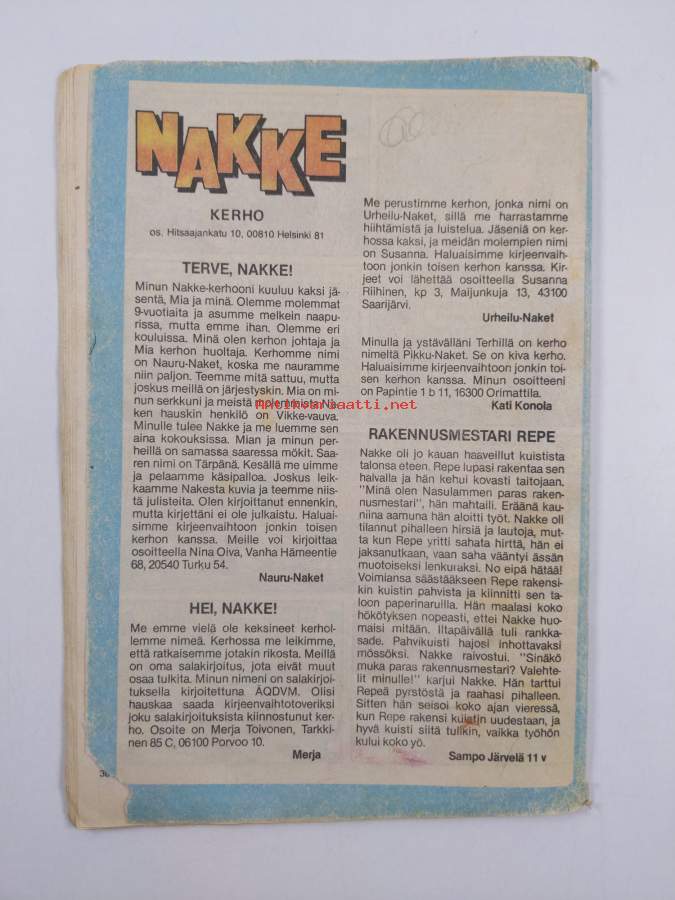 NAKKE
KERHO
os. Hitsaajankatu 10, 00810 Helsinki 81
TERVE, NAKKE!
Minun Nakke-kerhooni kuuluu kaksi jä-
sentä, Mia ja minä. Olemme molemmat
9-vuotiaita ja asumme melkein naapu-
rissa, mutta emme ihan. Olemme eri
kouluissa. Minä olen kerhon johtaja ja
Mia kerhon huoltaja. Kerhomme nimi
on Nauru-Naket, koska me nauramme
niin paljon. Teemme mitä sattuu, mutta
joskus meillä on järjestyskin. Mia on mi-
nun serkkuni ja meistä molemmista Na-
ken hauskin henkilö on Vikke-vauva.
Minulle tulee Nakke ja me luemme sen
aina kokouksissa. Mian ja minun per-
heillä on samassa saaressa mökit. Saa-
ren nimi on Tärpänä. Kesällä me uimme
ja pelaamme käsipalloa. Joskus leik-
kaamme Nakesta kuvia ja teemme niis-
tä julisteita. Olen kirjoittanut ennenkin,
mutta kirjettäni ei ole julkaistu. Haluai-
simme kirjeenvaihtoon jonkin toisen
kerhon kanssa. Meille voi kirjoittaa
osoitteella Nina Oiva, Vanha Hämeentie
68, 20540 Turku 54.
Nauru-Naket
HEI, NAKKE!
Me emme vielä ole keksineet kerhol-
lemme nimeä. Kerhossa me leikimme,
että ratkaisemme jotakin rikosta. Meillä
on oma salakirjoitus, jota eivät muut
osaa tulkita. Minun nimeni on salakirjoi-
tuksella kirjoitettuna ÄQDVM. Olisi
hauskaa saada kirjeenvaihtotoveriksi
joku salakirjoituksista kiinnostunut ker-
ho. Osoite on Merja Toivonen, Tarkki-
nen 85 C, 06100 Porvoo 10.
Merja
Me perustimme kerhon, jonka nimi on
Urheilu-Naket, sillä me harrastamme
hiihtämistä ja luistelua. Jäseniä on ker-
hossa kaksi, ja meidän molempien nimi
on Susanna. Haluaisimme kirjeenvaih-
toon jonkin toisen kerhon kanssa. Kir-
jeet voi lähettää osoitteella Susanna
Riihinen, kp 3, Maijunkuja 13, 43100
Saarijärvi.
Urheilu-Naket
Minulla ja ystävälläni Terhillä on kerho
nimeltä Pikku-Naket. Se on kiva kerho.
Haluaisimme kirjeenvaihtoon jonkin toi-
sen kerhon kanssa. Minun osoitteeni
on Papintie 1 b 11, 16300 Orimattila.
Kati Konola
RAKENNUSMESTARI REPE
Nakke oli jo kauan haaveillut kuistista
talonsa eteen. Repe lupasi rakentaa sen
halvalla ja hän kehui kovasti taitojaan.
"Minä olen Nasulammen paras raken-
nusmestari", hän mahtaili. Eräänä kau-
niina aamuna hän aloitti työt. Nakke oli
tilannut pihalleen hirsiä ja lautoja, mut-
ta kun Repe yritti sahata hirttä, hän ei
jaksanutkaan, vaan saha vääntyi ässän
muotoiseksi lenkuraksi. No eipä hätää!
Voimiansa säästääkseen Repe rakensi-
kin kuistin pahvista ja kiinnitti sen ta-
loon paperinaruilla. Hän maalasi koko
hökötyksen nopeasti, ettei Nakke huo-
maisi mitään. Iltapäivällä tuli rankka-
sade. Pahvikuisti hajosi inhottavaksi
mössöksi. Nakke raivostui. "Sinäkö
muka paras rakennusmestari? Valehte-
lit minulle!" karjui Nakke. Hän tarttui
Repeä pyrstöstä ja raahasi pihalleen.
Sitten hän seisoi koko ajan vieressä,
kun Repe rakensi kuistin uudestaan, ja
hyvä kuisti siitä tulikin, vaikka työhön
kului koko yö.
Sampo Järvelä 11 v
Antikvariaatti.net